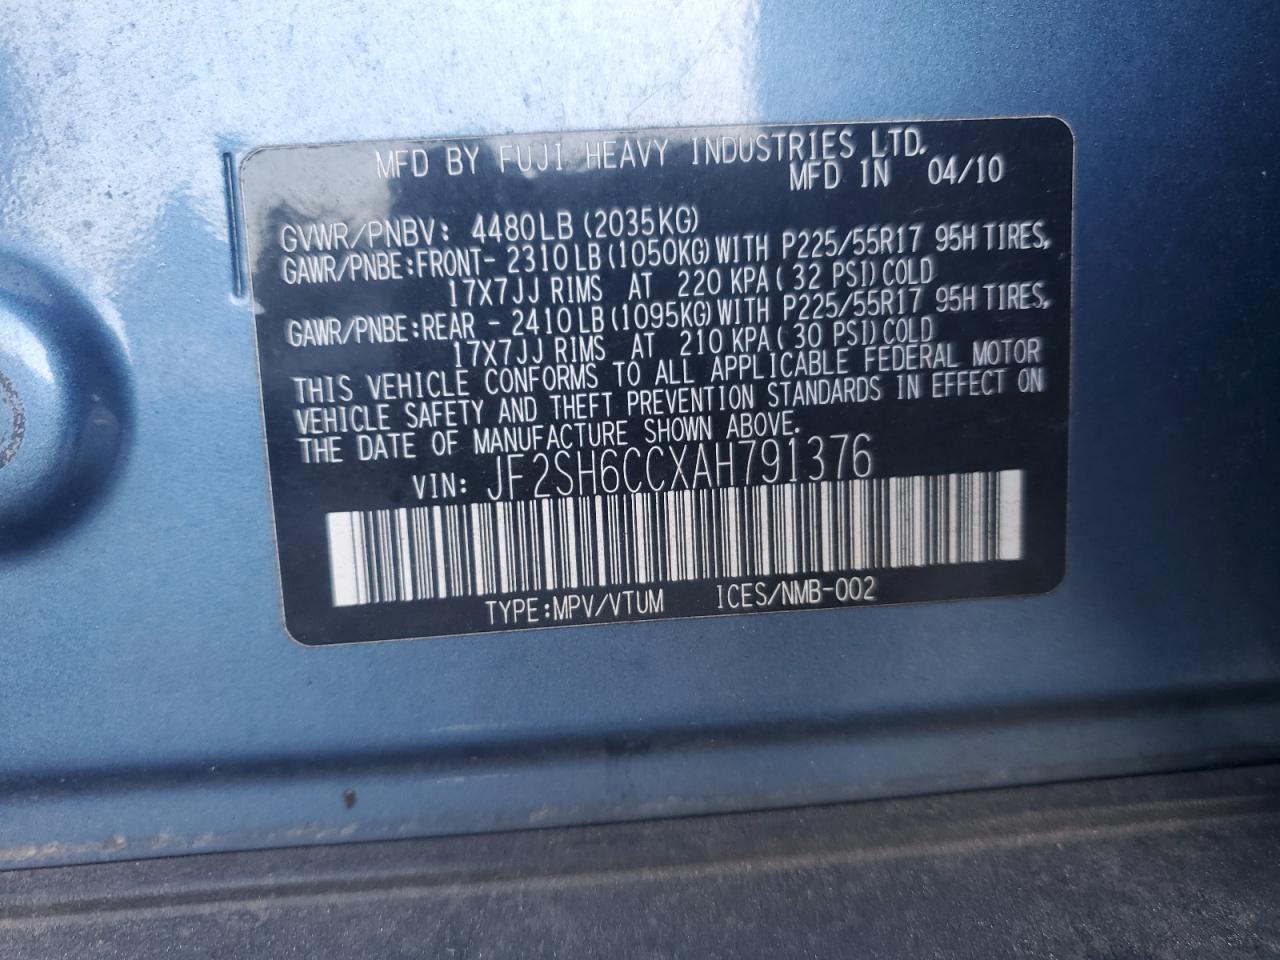 MFD BY FUJI HEAVY INDUSTRIES LTD.
MFD IN 04/10
GVWR/PNBV: 4480LB (2035KG)
GAWR/PNBE:FRONT- 2310LB (1050KG) WITH P225/55R17 95H TIRES,
17X7JJ RIMS AT 220 KPA ( 32 PSI) COLD
GAWR/PNBE:REAR - 2410LB (1095KG) WITH P225/55R17 95H TIRES,
17X7JJ RIMS AT 210 KPA ( 30 PSI) COLD
THIS VEHICLE CONFORMS TO ALL APPLICABLE FEDERAL MOTOR
VEHICLE SAFETY AND THEFT PREVENTION STANDARDS IN EFFECT ON
THE DATE OF MANUFACTURE SHOWN ABOVE.
VIN: JF2SH6CCXAH791376
TYPE:MPV/VTUM ICES/NMB-002